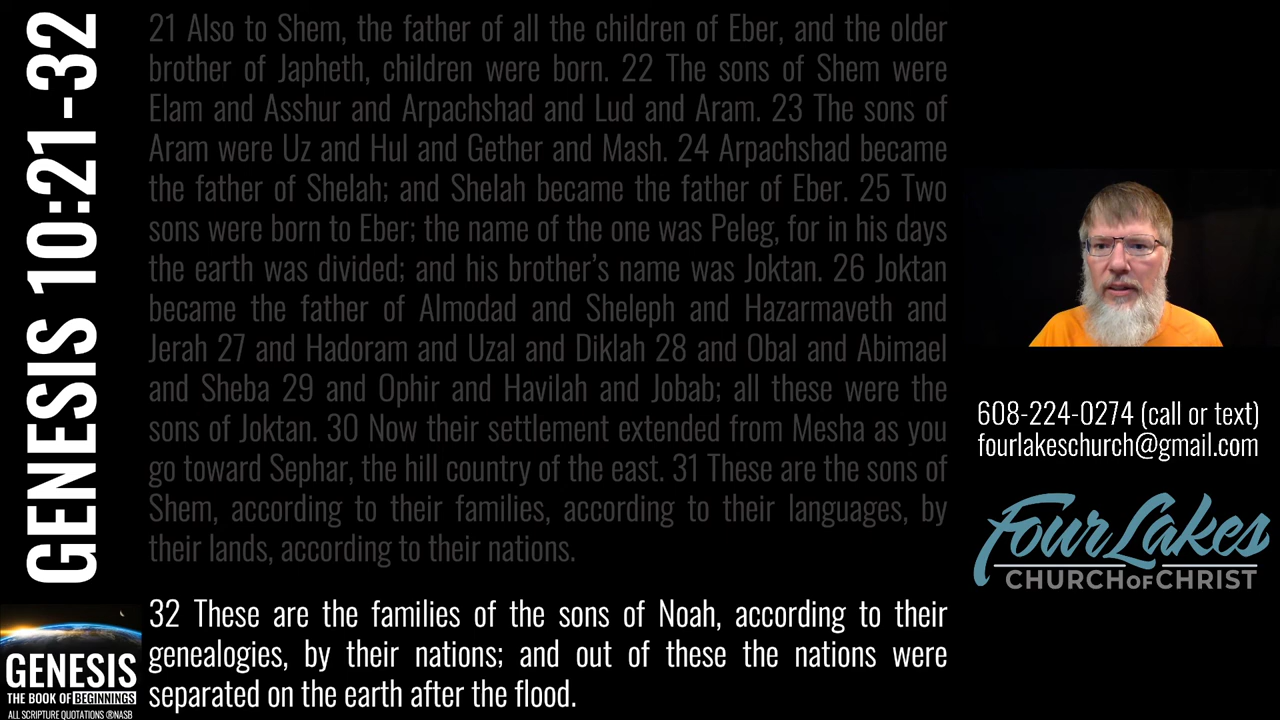 GENESIS 10:21-32
21 Also to Shem, the father of all the children of Eber, and the older
brother of Japheth, children were born. 22 The sons of Shem were
Elam and Asshur and Arpachshad and Lud and Aram. 23 The sons of
Aram were Uz and Hul and Gether and Mash. 24 Arpachshad became
the father of Shelah; and Shelah became the father of Eber. 25 Two
sons were born to Eber; the name of the one was Peleg, for in his days
the earth was divided; and his brother’s name was Joktan. 26 Joktan
became the father of Almodad and Sheleph and Hazarmaveth and
Jerah 27 and Hadoram and Uzal and Diklah 28 and Obal and Abimael
and Sheba 29 and Ophir and Havilah and Jobab; all these were the
sons of Joktan. 30 Now their settlement extended from Mesha as you
go toward Sephar, the hill country of the east. 31 These are the sons of
Shem, according to their families, according to their languages, by
their lands, according to their nations.
32 These are the families of the sons of Noah, according to their
genealogies, by their nations; and out of these the nations were
separated on the earth after the flood.
GENESIS
THE BOOK OF BEGINNINGS
ALL SCRIPTURE QUOTATIONS ®NASB
608-224-0274 (call or text)
fourlakeschurch@gmail.com
Four Lakes
CHURCH OF CHRIST